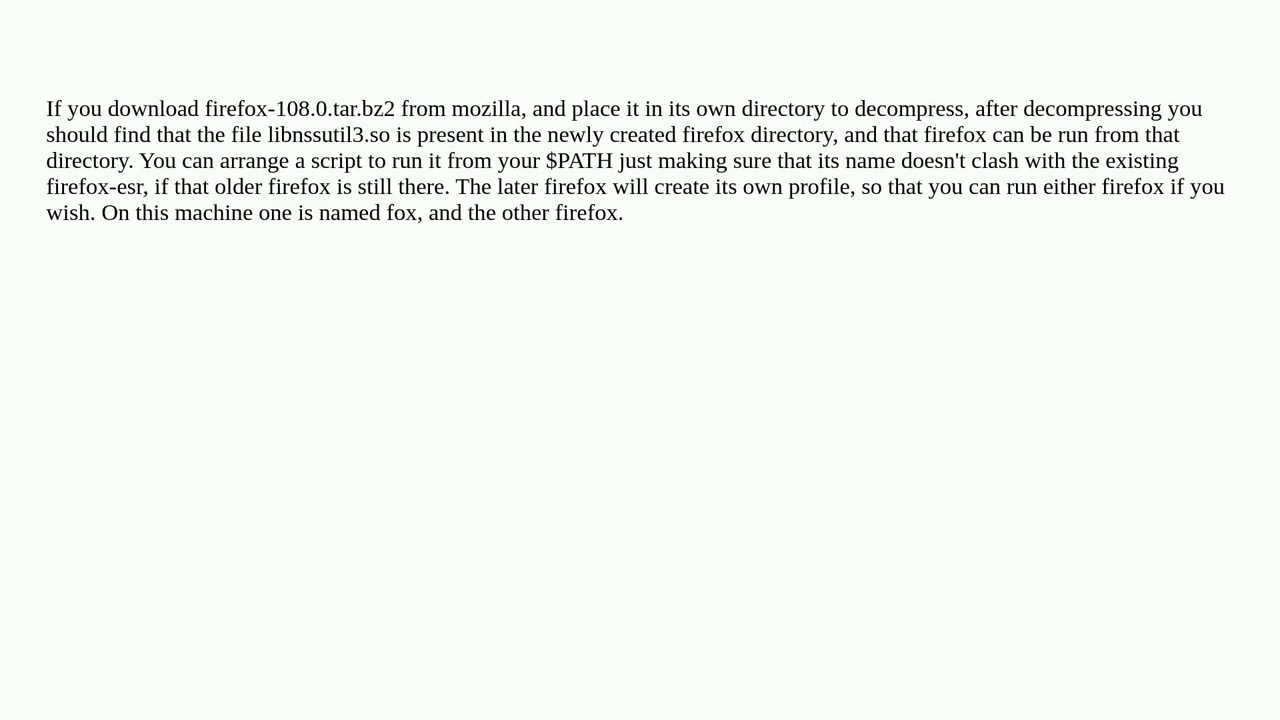 If you download firefox-108.0.tar.bz2 from mozilla, and place it in its own directory to decompress, after decompressing you
should find that the file libnssutil3.so is present in the newly created firefox directory, and that firefox can be run from that
directory. You can arrange a script to run it from your $PATH just making sure that its name doesn't clash with the existing
firefox-esr, if that older firefox is still there. The later firefox will create its own profile, so that you can run either firefox if you
wish. On this machine one is named fox, and the other firefox.